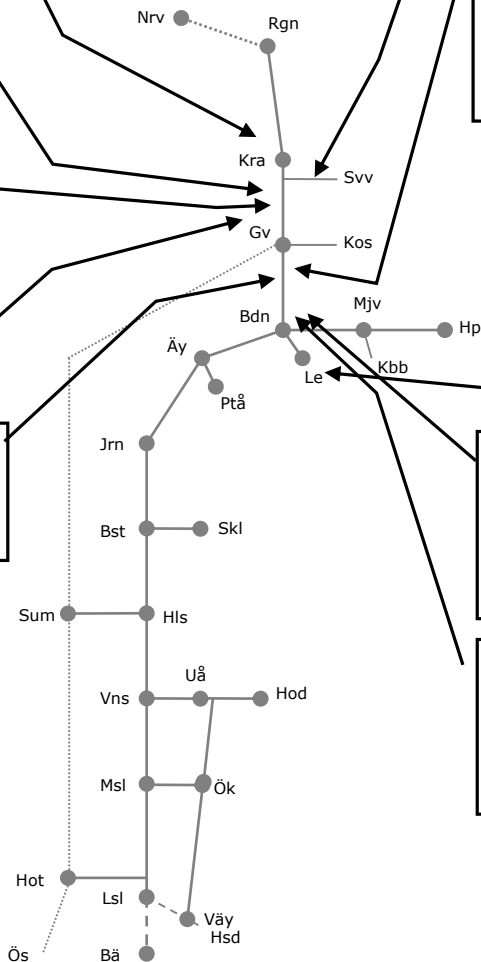 Nrv
Rgn
Kra
Svv
Gv
Kos
Mjv
Bdn
Hp
Äy
Kbb
Le
Ptå
Jrn
Bst
Skl
Sum
Hls
Uå
Vns
Hod
Msl
Ök
Hot
Lsl
Väy
Hsd
Ös
Bä